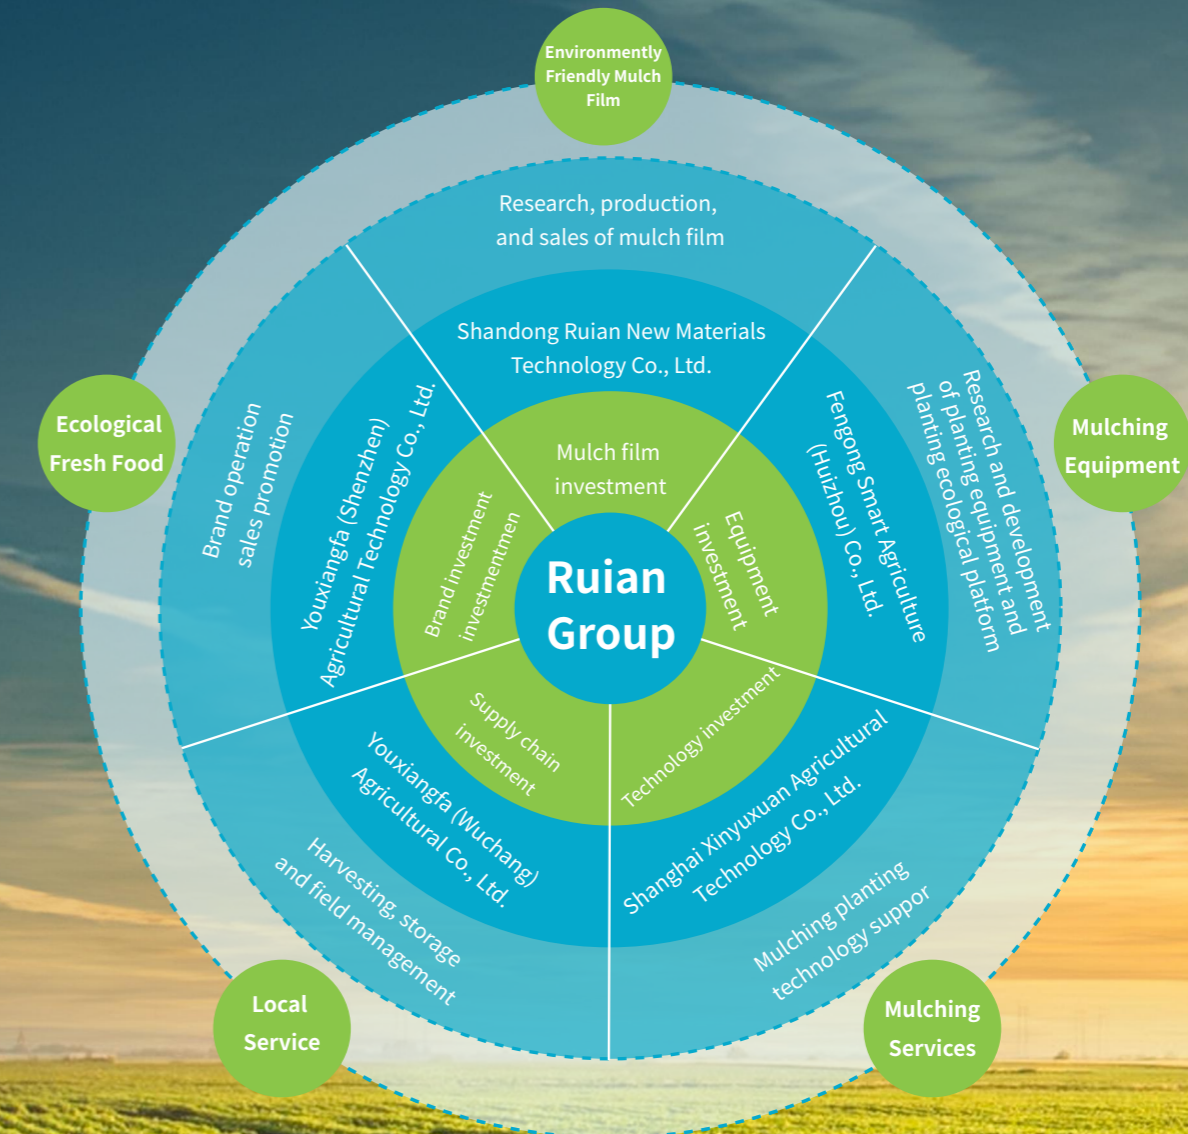 Environmently
Friendly Mulch
Film
Research, production,
and sales of mulch film
Shandong Ruian New Materials
Technology Co., Ltd.
Mulch film
investment
Ruian
Group
Mulching
Equipment
Research and development
of planting equipment and
planting ecological platform
Fengong Smart Agriculture
(Huizhou) Co., Ltd.
Equipment
investment
Mulching
Services
Mulching planting
technology suppor
Shanghai Xinyuxuan Agricultural
Technology Co., Ltd.
Technology investment
Local
Service
Harvesting, storage
and field management
Youxiangfa (Wuchang)
Agricultural Co., Ltd.
Supply chain
investment
Ecological
Fresh Food
Brand operation
sales promotion
Youxiangfa (Shenzhen)
Agricultural Technology Co., Ltd.
Brand investment
investmentmen